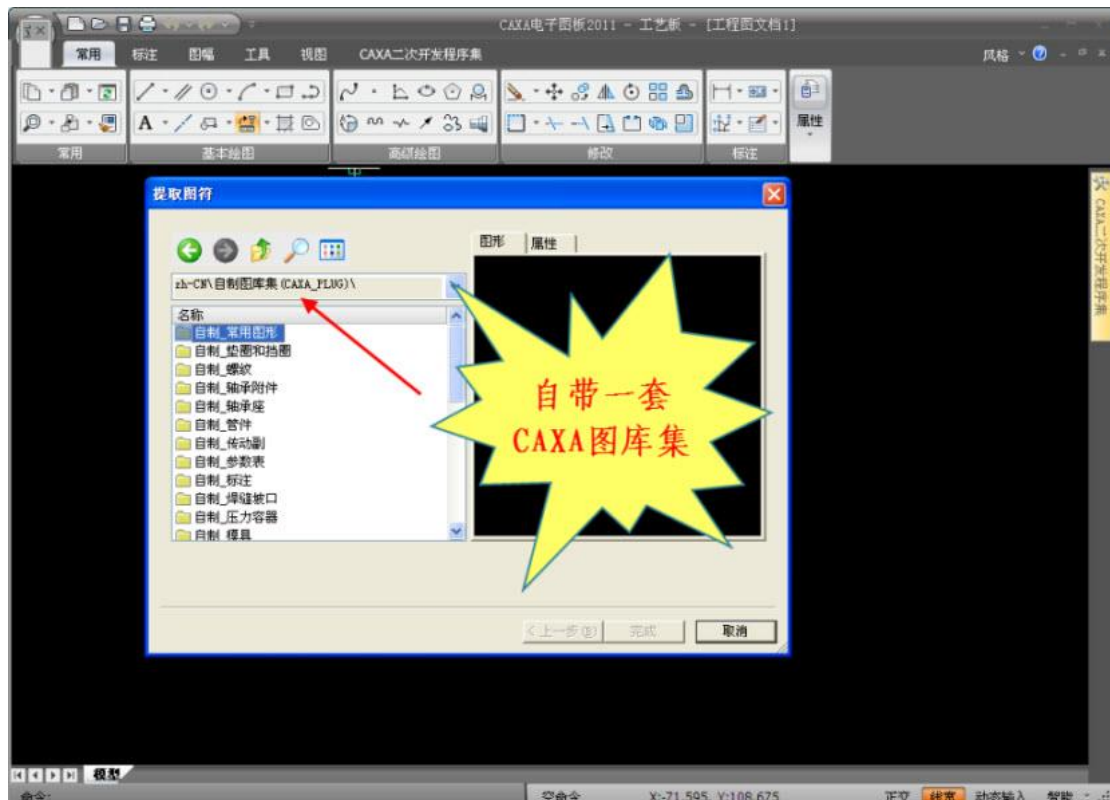 CAXA电子图板2011 - 工艺版 - [工程图文档1]
常用 标注 图幅 工具 视图 CAXA二次开发程序集 风格
属性
常用 基本绘图 高级绘图 修改 标注
提取图符
图形 属性
zh-CN\自制图库集(CAXA_PLUG)\
名称
自制_常用图形
自制_垫圈和挡圈
自制_螺纹
自制_轴承附件
自制_轴承座
自制_管件
自制_传动副
自制_参数表
自制_标注
自制_焊缝坡口
自制_压力容器
自制_模具
自带一套
CAXA图库集
<上一步(B) 完成 取消
CAXA二次开发程序集
模型
命令: 空命令 X:-71.595, Y:108.675 正交 线宽 动态输入 智能